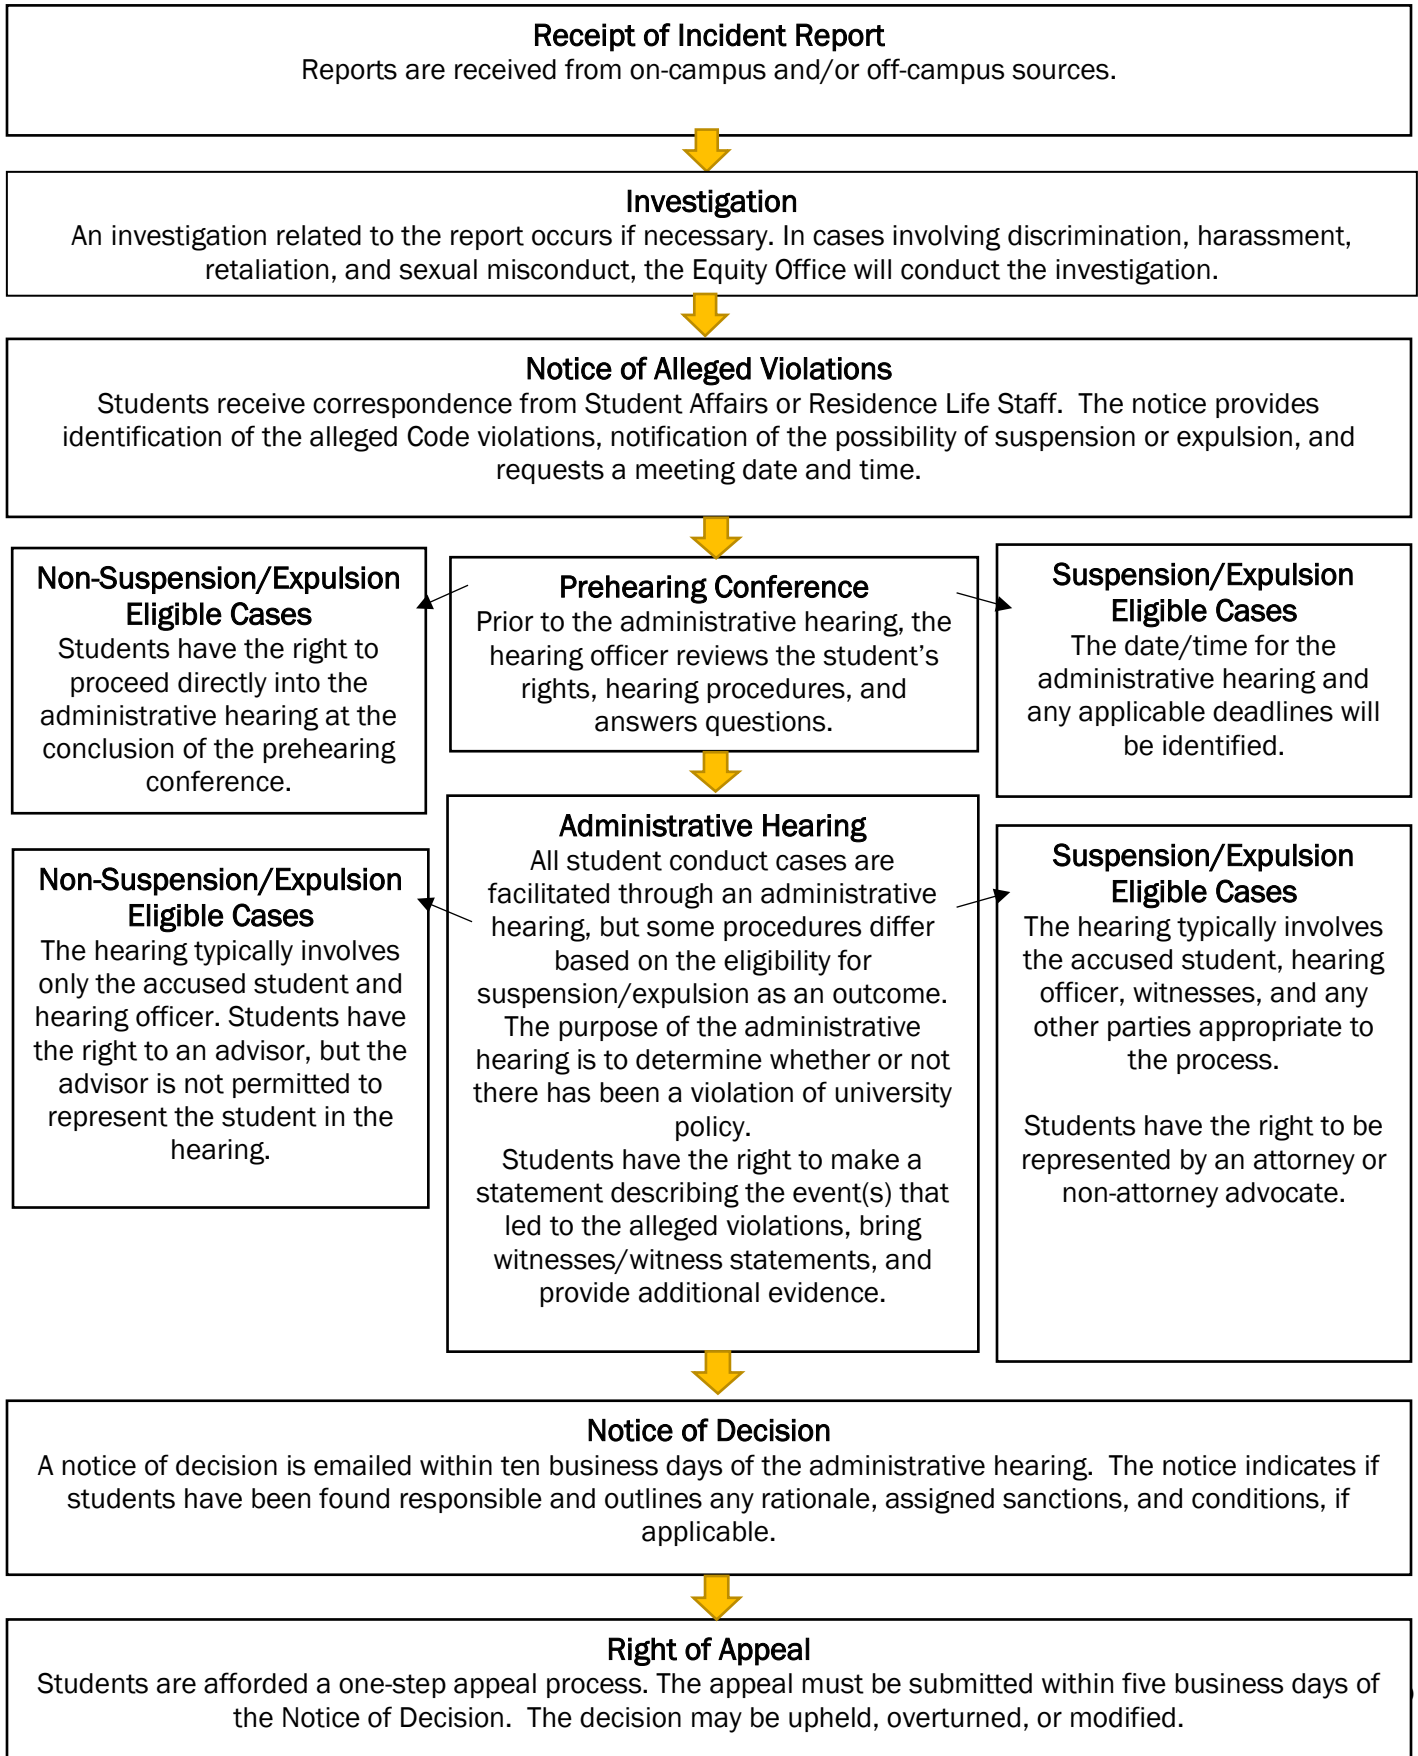 Receipt of Incident Report
Reports are received from on-campus and/or off-campus sources.
Investigation
An investigation related to the report occurs if necessary. In cases involving discrimination, harassment,
retaliation, and sexual misconduct, the Equity Office will conduct the investigation.
Notice of Alleged Violations
Students receive correspondence from Student Affairs or Residence Life Staff.  The notice provides
identification of the alleged Code violations, notification of the possibility of suspension or expulsion, and
requests a meeting date and time.
Non-Suspension/Expulsion
Eligible Cases
Students have the right to
proceed directly into the
administrative hearing at the
conclusion of the prehearing
conference.
Prehearing Conference
Prior to the administrative hearing, the
hearing officer reviews the student’s
rights, hearing procedures, and
answers questions.
Suspension/Expulsion
Eligible Cases
The date/time for the
administrative hearing and
any applicable deadlines will
be identified.
Non-Suspension/Expulsion
Eligible Cases
The hearing typically involves
only the accused student and
hearing officer. Students have
the right to an advisor, but the
advisor is not permitted to
represent the student in the
hearing.
Administrative Hearing
All student conduct cases are
facilitated through an administrative
hearing, but some procedures differ
based on the eligibility for
suspension/expulsion as an outcome.
The purpose of the administrative
hearing is to determine whether or not
there has been a violation of university
policy.
Students have the right to make a
statement describing the event(s) that
led to the alleged violations, bring
witnesses/witness statements, and
provide additional evidence.
Suspension/Expulsion
Eligible Cases
The hearing typically involves
the accused student, hearing
officer, witnesses, and any
other parties appropriate to
the process.
Students have the right to be
represented by an attorney or
non-attorney advocate.
Notice of Decision
A notice of decision is emailed within ten business days of the administrative hearing.  The notice indicates if
students have been found responsible and outlines any rationale, assigned sanctions, and conditions, if
applicable.
Right of Appeal
Students are afforded a one-step appeal process. The appeal must be submitted within five business days of
the Notice of Decision.  The decision may be upheld, overturned, or modified.